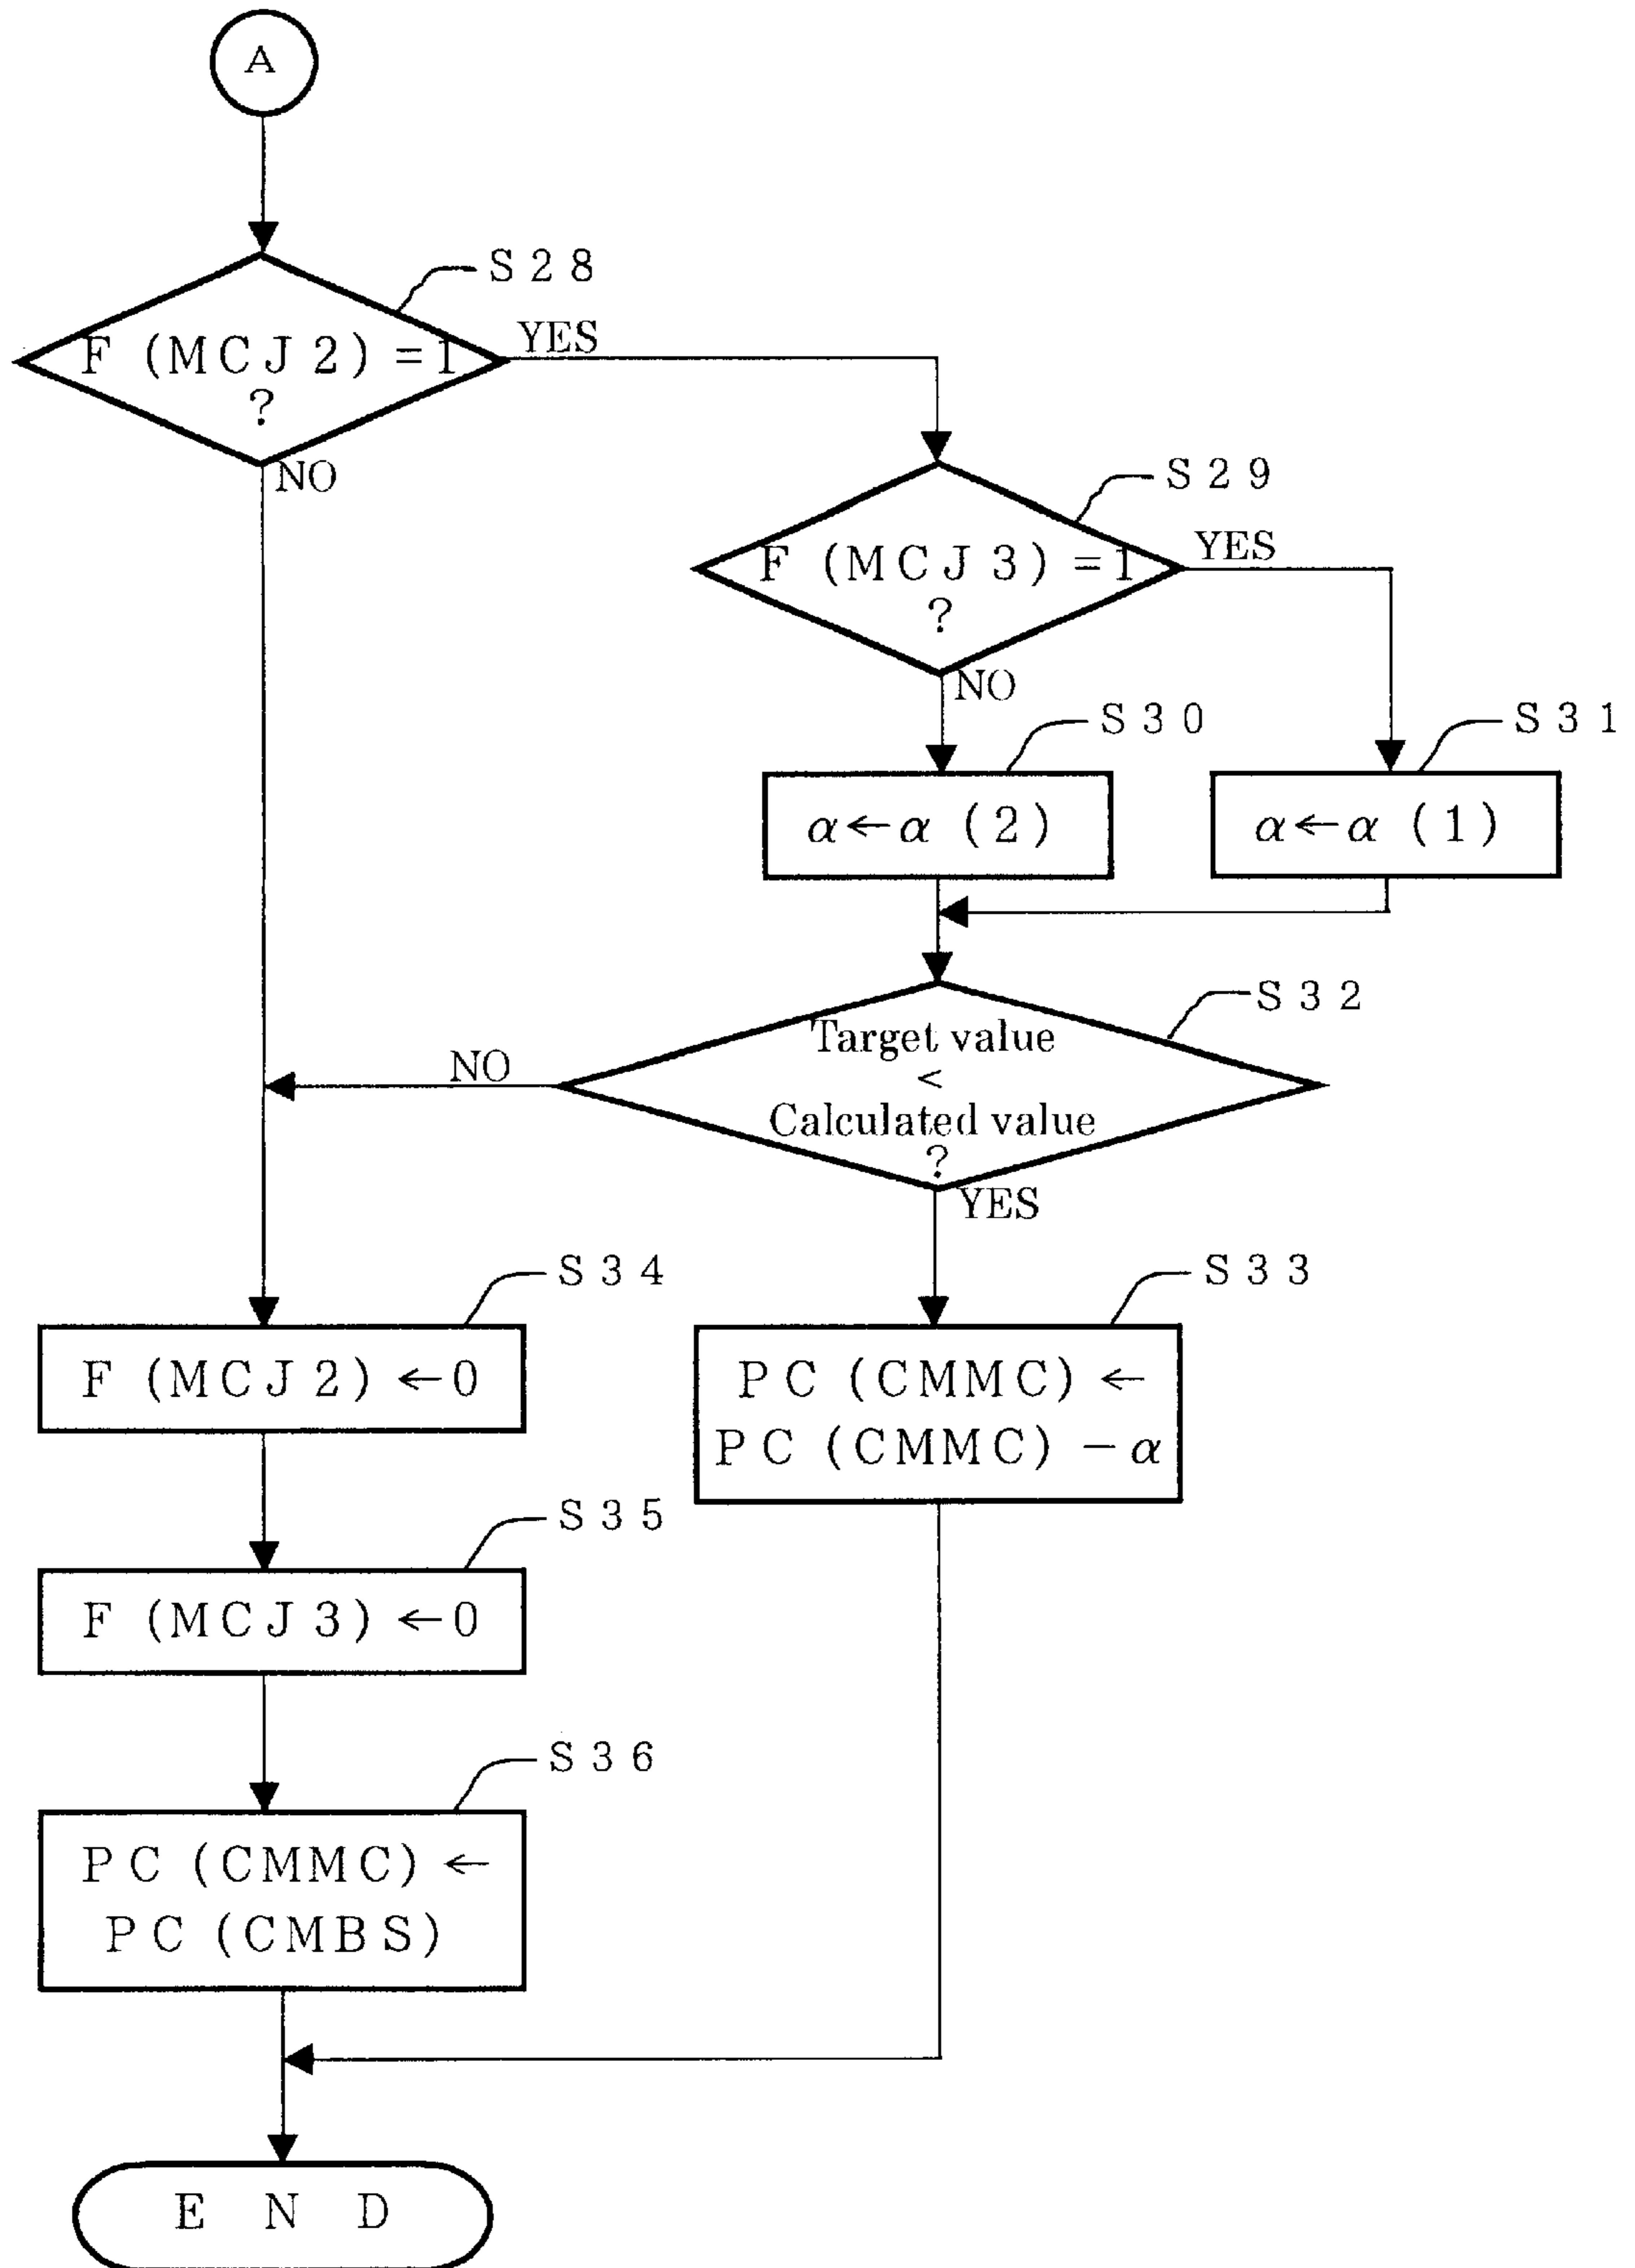 A
S28
F (MCJ2) =1
?
YES
NO
S29
F (MCJ3) =1
?
YES
NO
S30
α←α (2)
S31
α←α (1)
S32
Target value
<
Calculated value
?
NO
YES
S34
F (MCJ2) ←0
S33
PC (CMMC) ←
PC (CMMC) −α
S35
F (MCJ3) ←0
S36
PC (CMMC) ←
PC (CMBS)
END